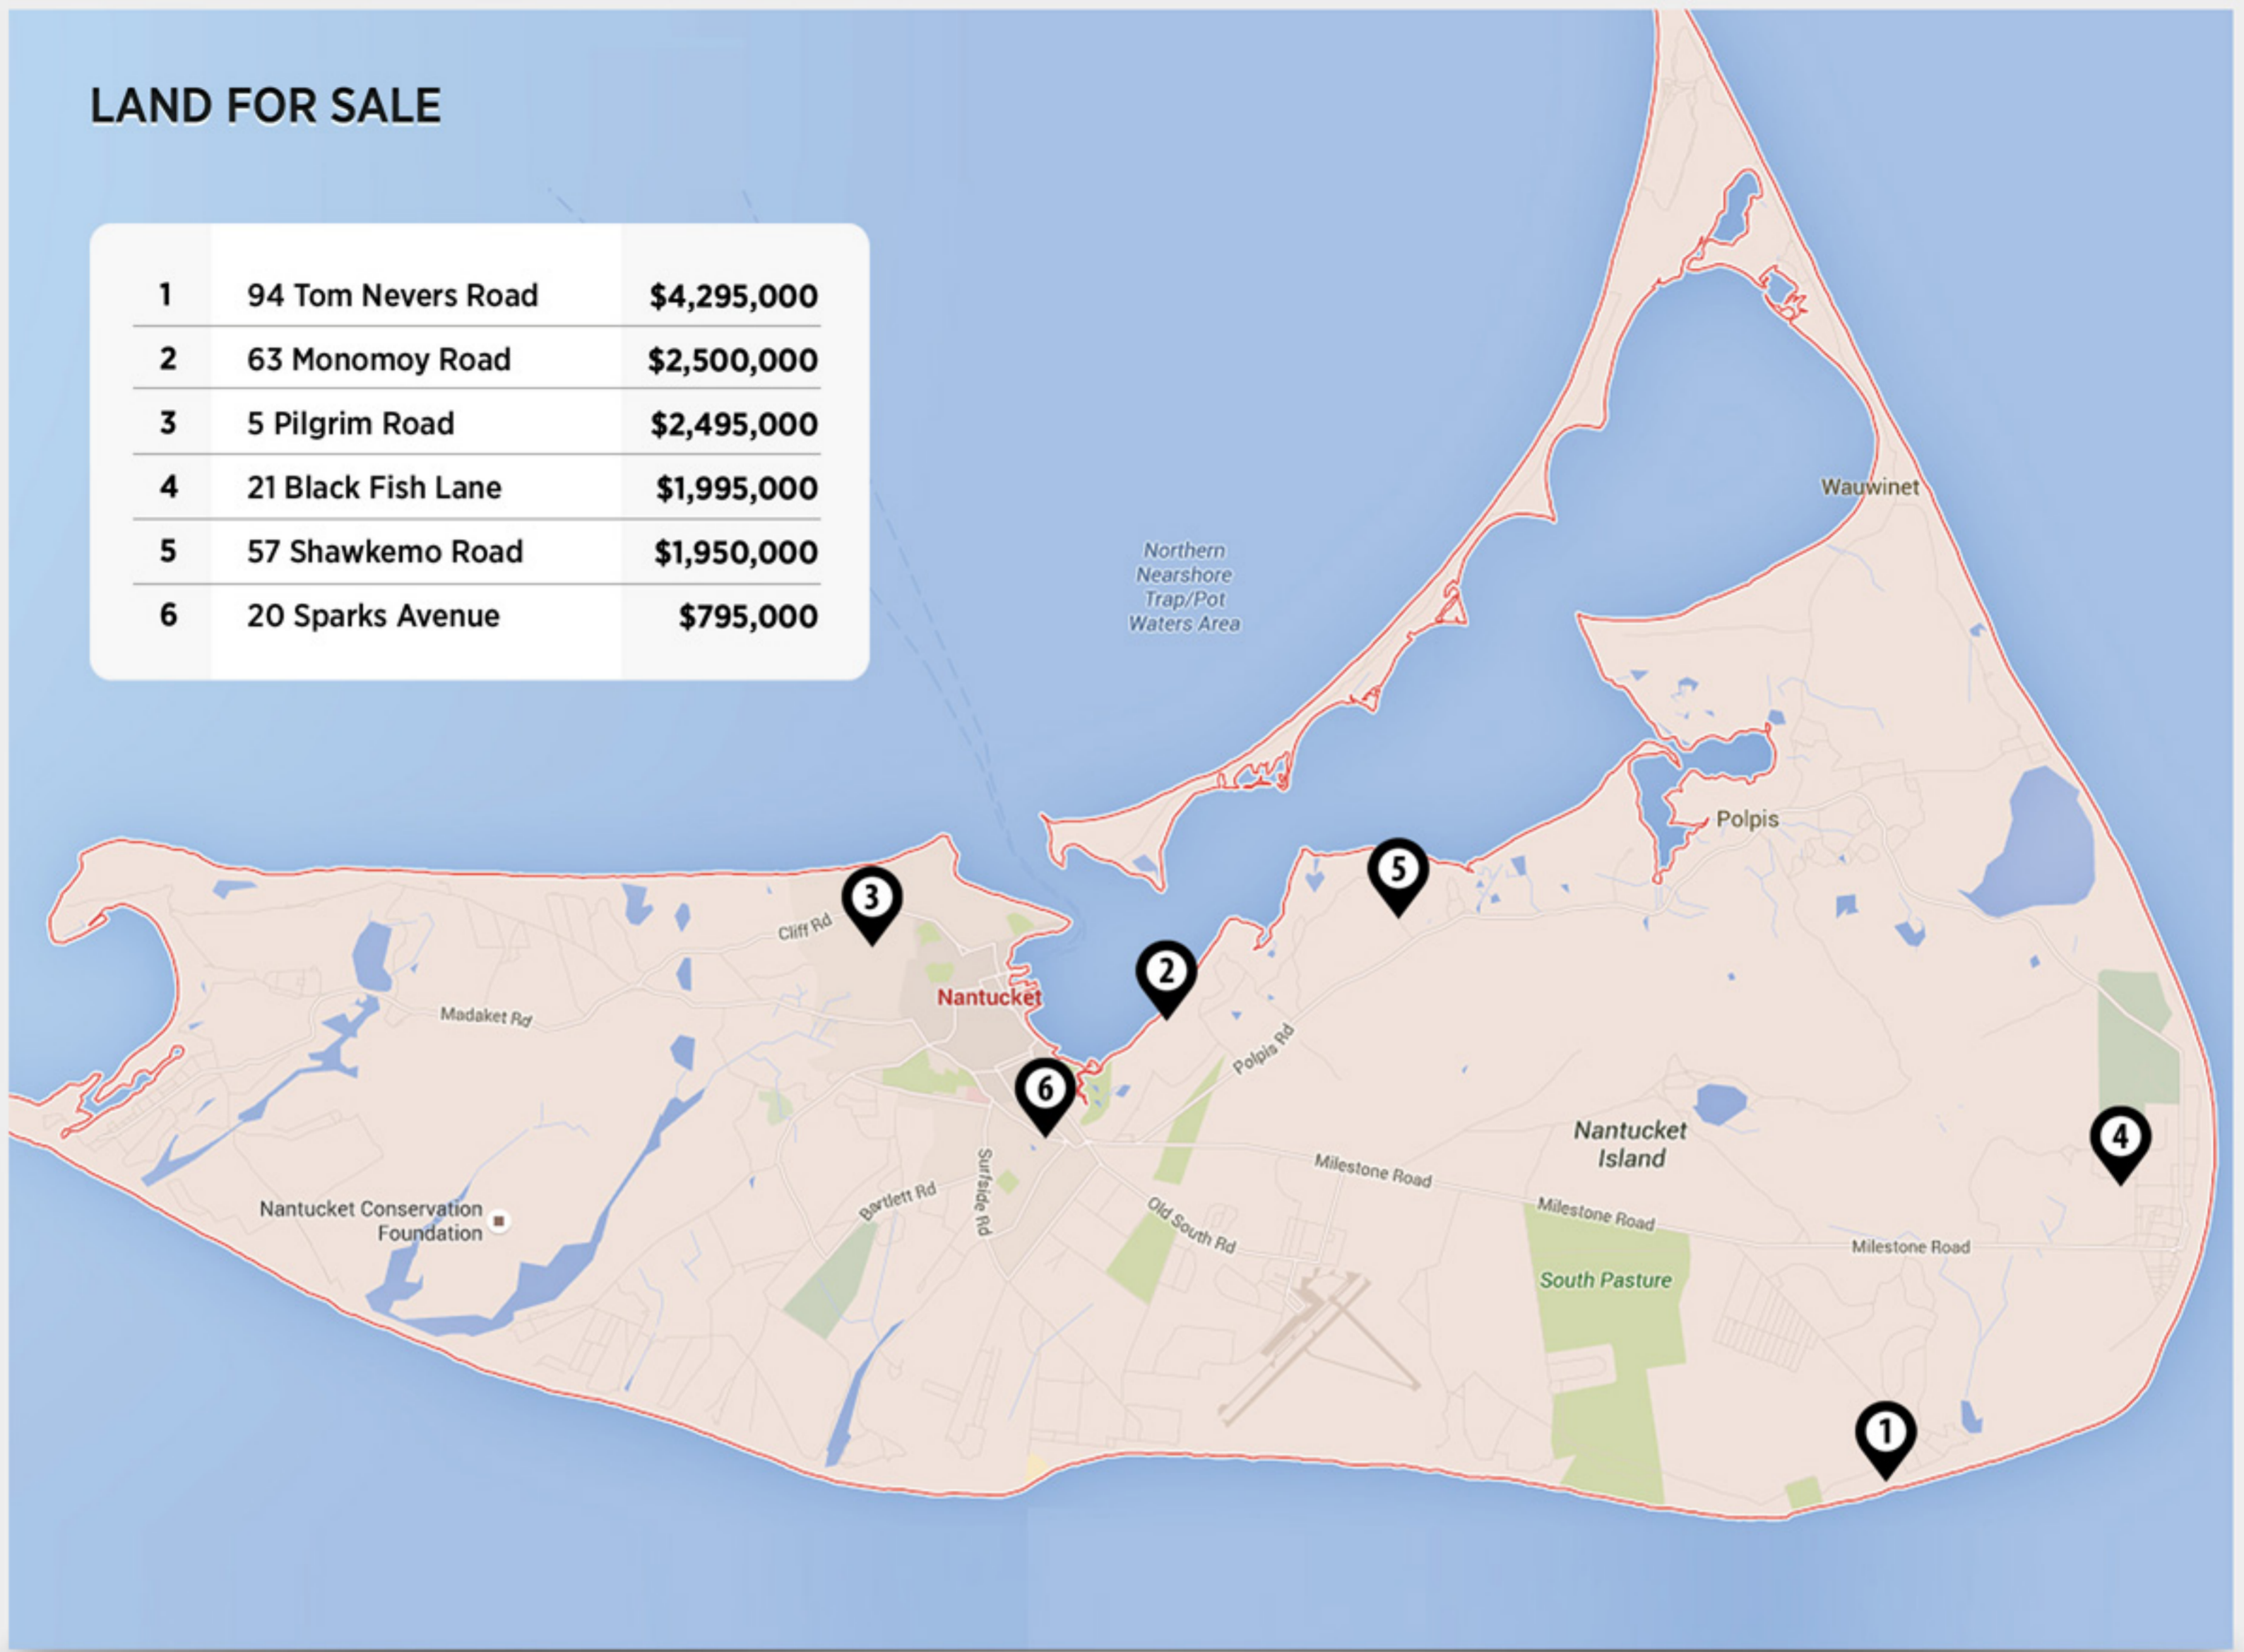 LAND FOR SALE
1 94 Tom Nevers Road $4,295,000
2 63 Monomoy Road $2,500,000
3 5 Pilgrim Road $2,495,000
4 21 Black Fish Lane $1,995,000
5 57 Shawkemo Road $1,950,000
6 20 Sparks Avenue $795,000
Wauwinet
Northern
Nearshore
Trap/Pot
Waters Area
Polpis
5
3
Cliff Rd
2
Nantucket
Madaket Rd
Polpis Rd
6
Nantucket
Island
4
Milestone Road
Surfside Rd
Bartlett Rd
Old South Rd
Milestone Road
Nantucket Conservation
Foundation
Milestone Road
South Pasture
1